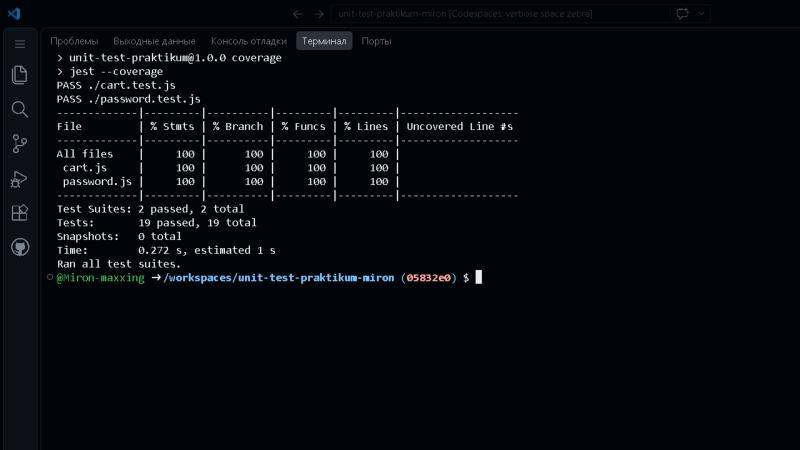 unit-test-praktikum-miron [Codespaces: verbose space zebra]
Проблемы Выходные данные Консоль отладки Терминал Порты
> unit-test-praktikum@1.0.0 coverage
> jest --coverage
PASS ./cart.test.js
PASS ./password.test.js
-------------|---------|----------|---------|---------|-------------------
File         | % Stmts | % Branch | % Funcs | % Lines | Uncovered Line #s
-------------|---------|----------|---------|---------|-------------------
All files    |     100 |      100 |     100 |     100 |
 cart.js     |     100 |      100 |     100 |     100 |
 password.js |     100 |      100 |     100 |     100 |
-------------|---------|----------|---------|---------|-------------------
Test Suites: 2 passed, 2 total
Tests:       19 passed, 19 total
Snapshots:   0 total
Time:        0.272 s, estimated 1 s
Ran all test suites.
@Miron-maxxing → /workspaces/unit-test-praktikum-miron (05832e0) $